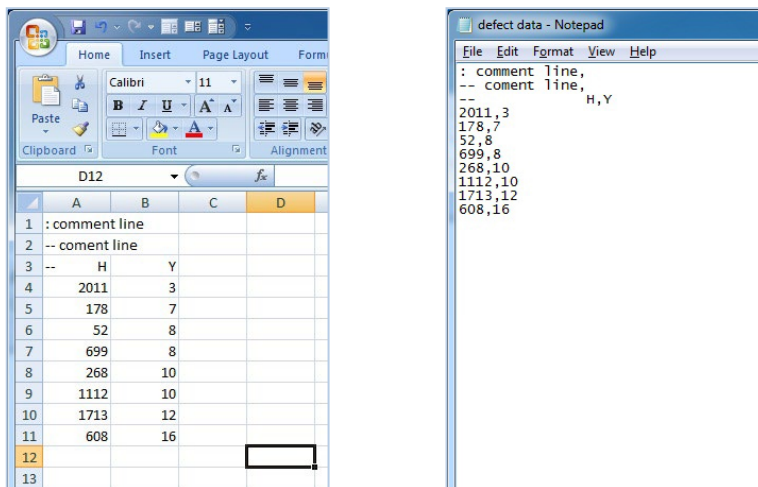 Home Insert Page Layout Form
Calibri 11
B I U A A
Paste
A
Clipboard Font Alignment
D12 fx
A B C D
1 : comment line
2 -- coment line
3 -- H Y
4 2011 3
5 178 7
6 52 8
7 699 8
8 268 10
9 1112 10
10 1713 12
11 608 16
12
13
defect data - Notepad
File Edit Format View Help
: comment line,
-- coment line,
-- H,Y
2011,3
178,7
52,8
699,8
268,10
1112,10
1713,12
608,16